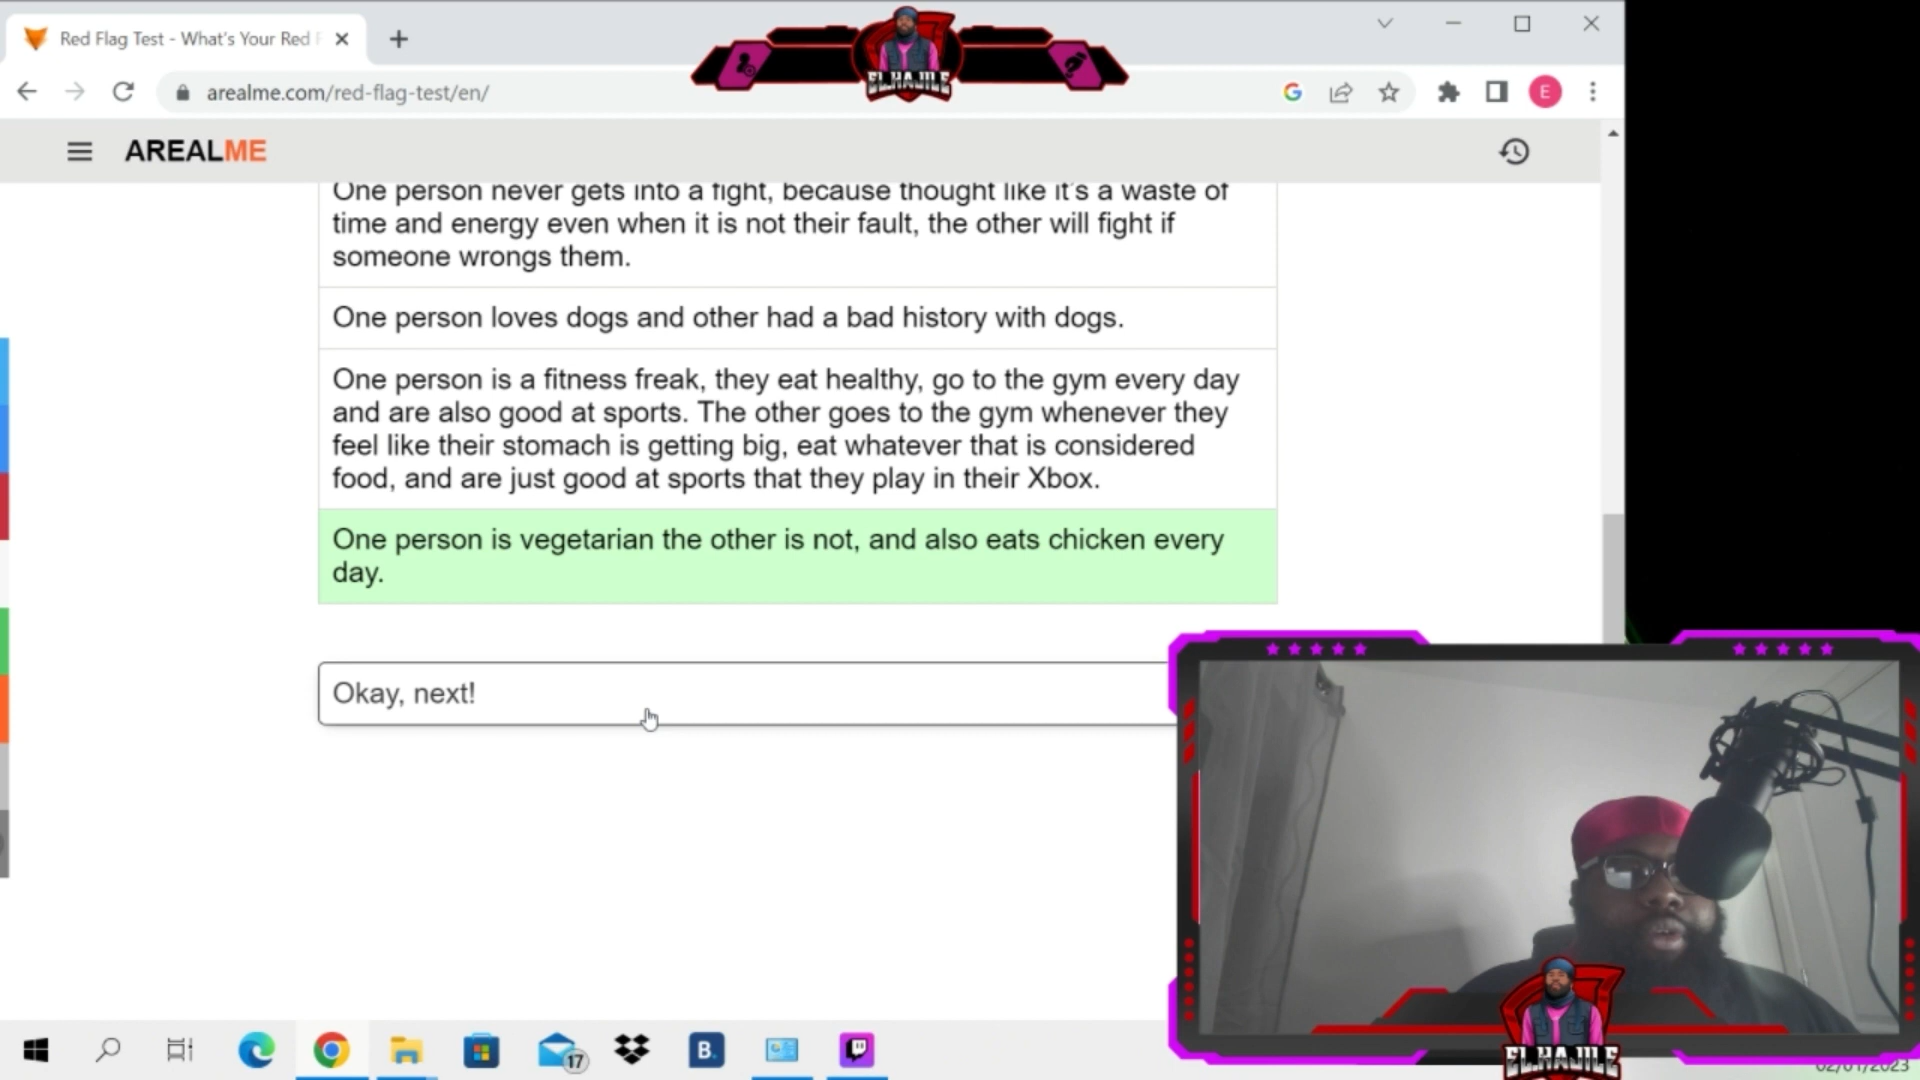 Red Flag Test - What's Your Red
arealme.com/red-flag-test/en/
E
AREALME
ELHAJILE
One person never gets into a fight, because thought like it's a waste of
time and energy even when it is not their fault, the other will fight if
someone wrongs them.
One person loves dogs and other had a bad history with dogs.
One person is a fitness freak, they eat healthy, go to the gym every day
and are also good at sports. The other goes to the gym whenever they
feel like their stomach is getting big, eat whatever that is considered
food, and are just good at sports that they play in their Xbox.
One person is vegetarian the other is not, and also eats chicken every
day.
Okay, next!
ELHAJILE
17
B.
02/01/2023